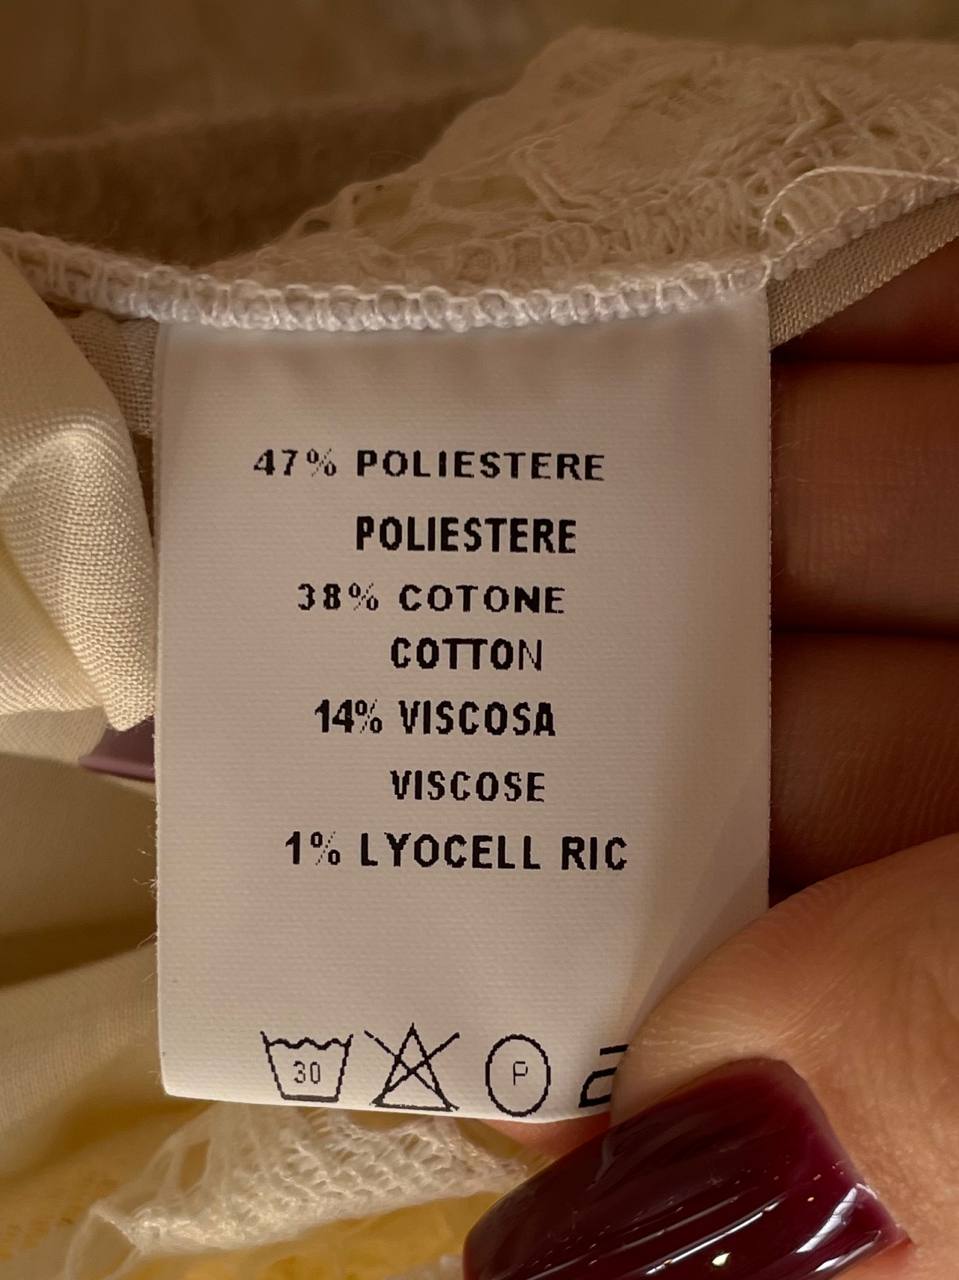 47% POLIESTERE
POLIESTERE
38% COTONE
COTTON
14% VISCOSA
VISCOSE
1% LYOCELL RIC
30 P